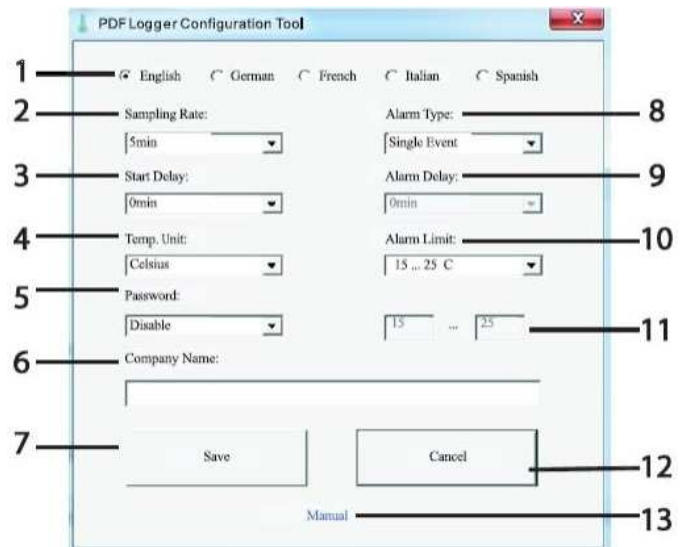 PDF Logger Configuration Tool
1 English German French Italian Spanish
2 Sampling Rate: Alarm Type: 8
5min Single Event
3 Start Delay: Alarm Delay: 9
0min 0min
4 Temp. Unit: Alarm Limit: 10
Celsius 15 ... 25 C
5 Password:
Disable 15 ... 25 11
6 Company Name:
7 Save Cancel 12
Manual 13